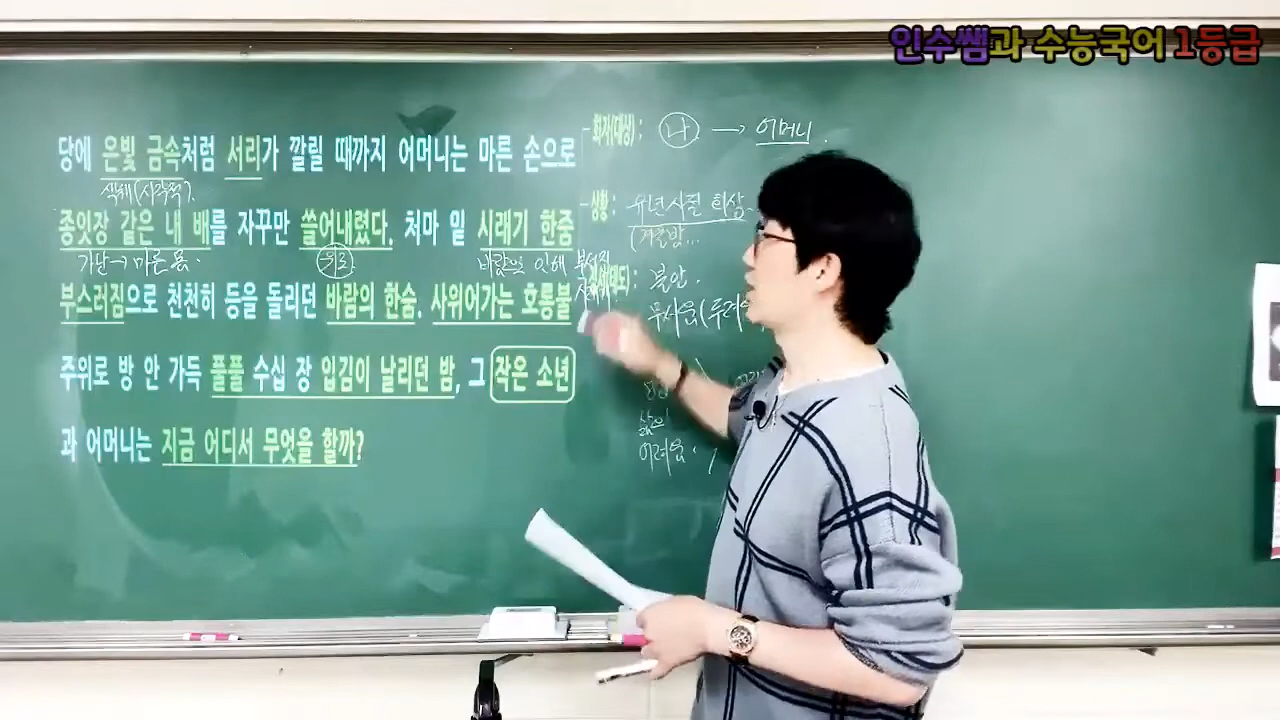 인수쌤과 수능국어 1등급
당에 은빛 금속처럼 서리가 깔릴 때까지 어머니는 마른 손으로
색채(시각적).
종잇장 같은 내 배를 자꾸만 쓸어내렸다. 처마 밑 시래기 한줌
가난→마른 몸.
위로
바람으로 인해 부서진
부스러짐으로 천천히 등을 돌리던 바람의 한숨. 사위어가는 호롱불
주위로 방 안 가득 풀풀 수십 장 입김이 날리던 밤, 그 작은 소년
과 어머니는 지금 어디서 무엇을 할까?
화자(대상): 나 → 어머니.
상황: 유년시절 회상.
(겨울밤...
불안.
무서움(두려움
삶의
어려움.